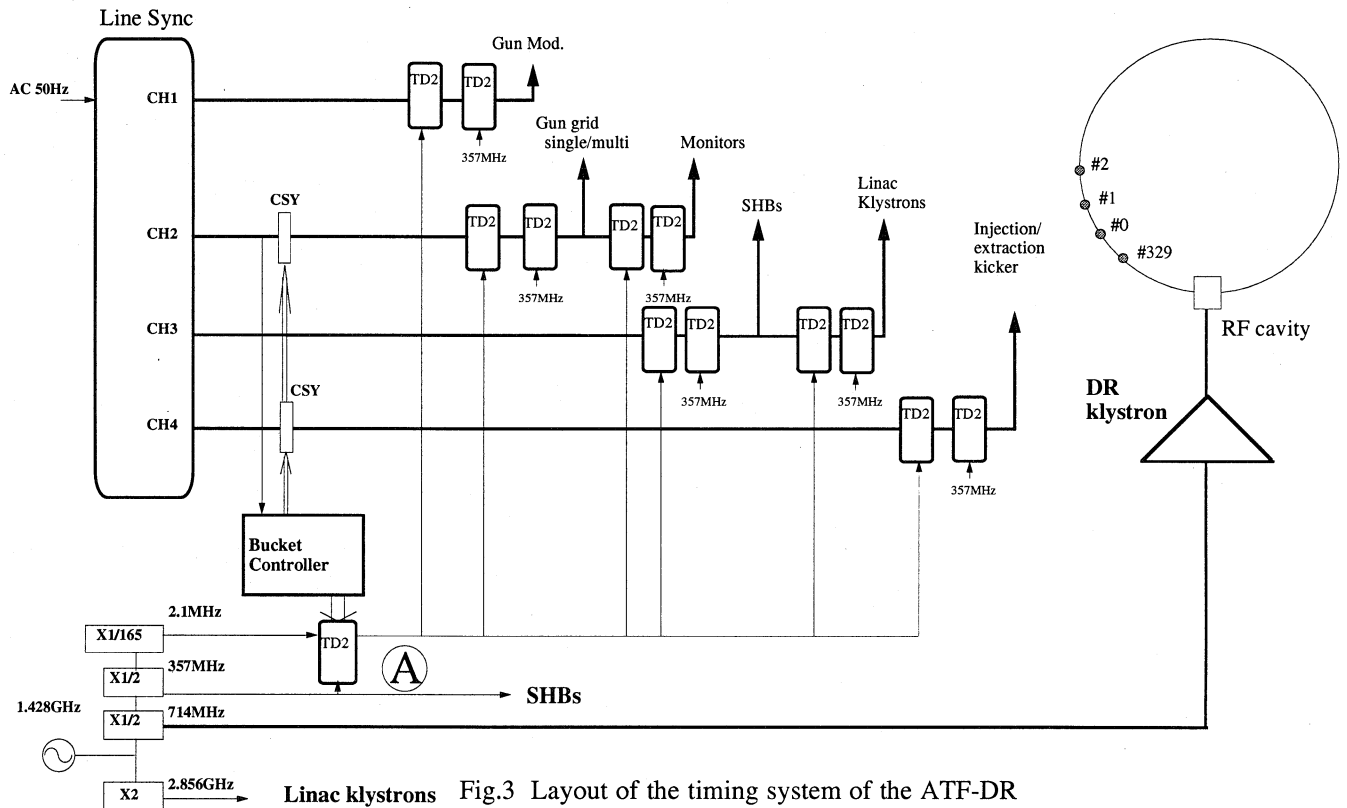 Line Sync
AC 50Hz
CH1
TD2
TD2
Gun Mod.
357MHz
Gun grid
single/multi
Monitors
CSY
CH2
TD2
TD2
TD2
TD2
357MHz
357MHz
SHBs
Linac
Klystrons
CH3
TD2
TD2
TD2
TD2
357MHz
357MHz
Injection/
extraction
kicker
CSY
CH4
TD2
TD2
357MHz
#2
#1
#0
#329
RF cavity
DR
klystron
Bucket
Controller
2.1MHz
X1/165
TD2
A
357MHz
X1/2
SHBs
1.428GHz
714MHz
X1/2
2.856GHz
X2
Linac klystrons
Fig.3 Layout of the timing system of the ATF-DR